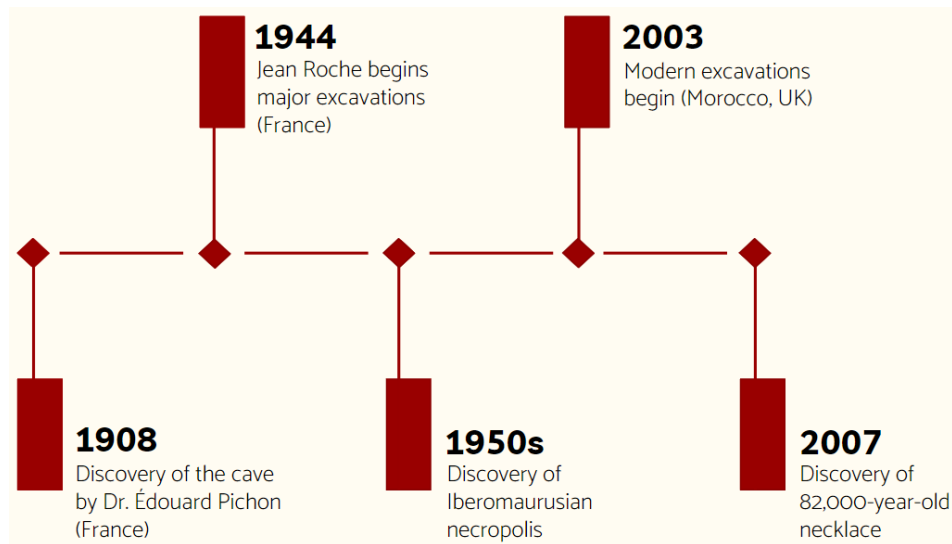 1944
Jean Roche begins
major excavations
(France)
2003
Modern excavations
begin (Morocco, UK)
1908
Discovery of the cave
by Dr. Édouard Pichon
(France)
1950s
Discovery of
Iberomaurusian
necropolis
2007
Discovery of
82,000-year-old
necklace